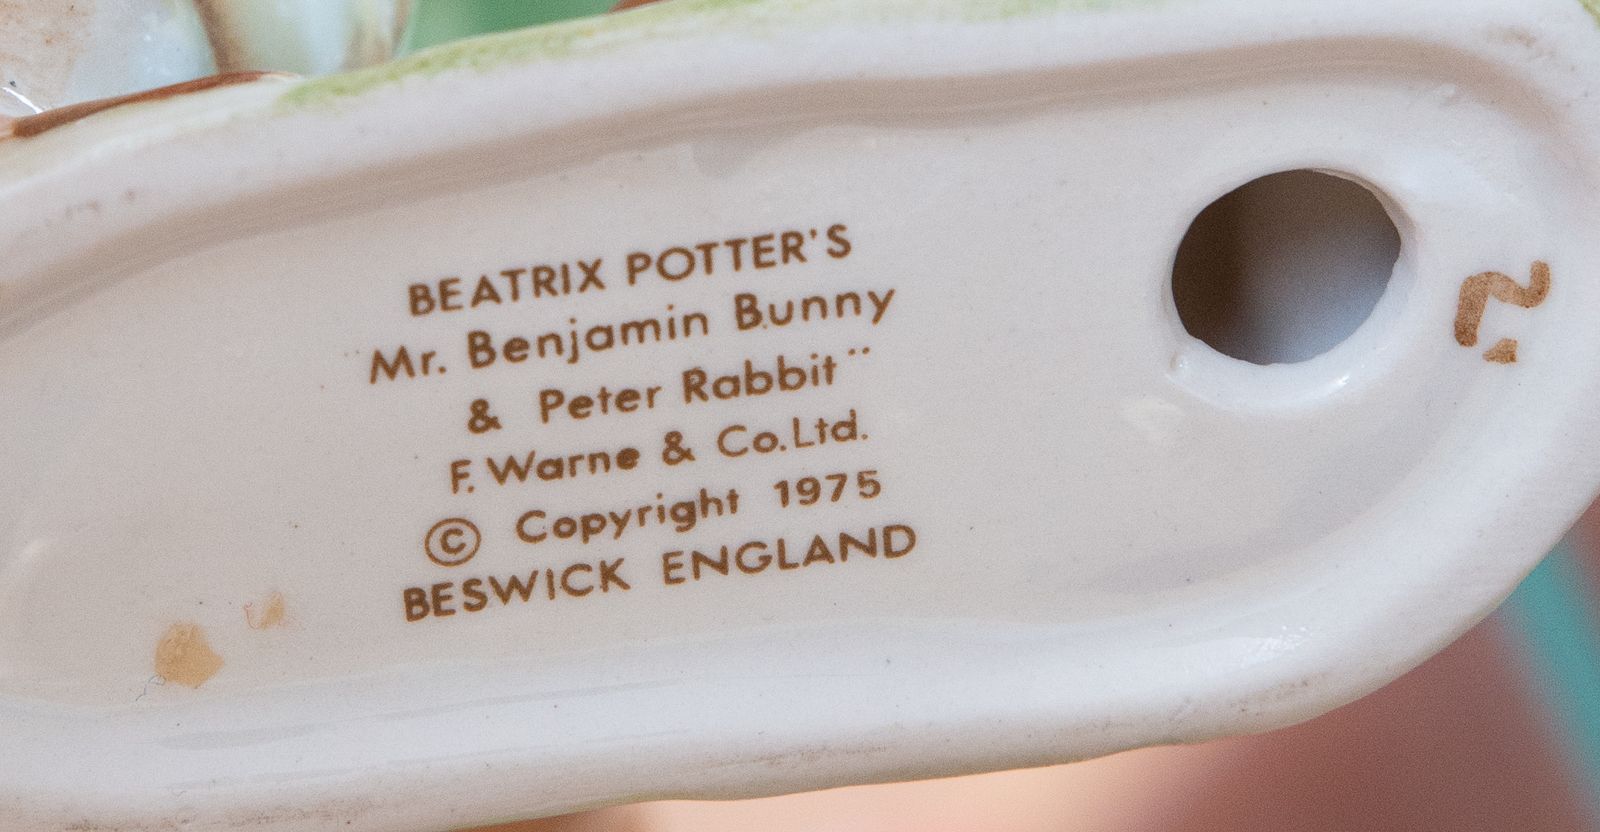 BEATRIX POTTER'S
"Mr. Benjamin Bunny
& Peter Rabbit"
F. Warne & Co.Ltd.
© Copyright 1975
BESWICK ENGLAND